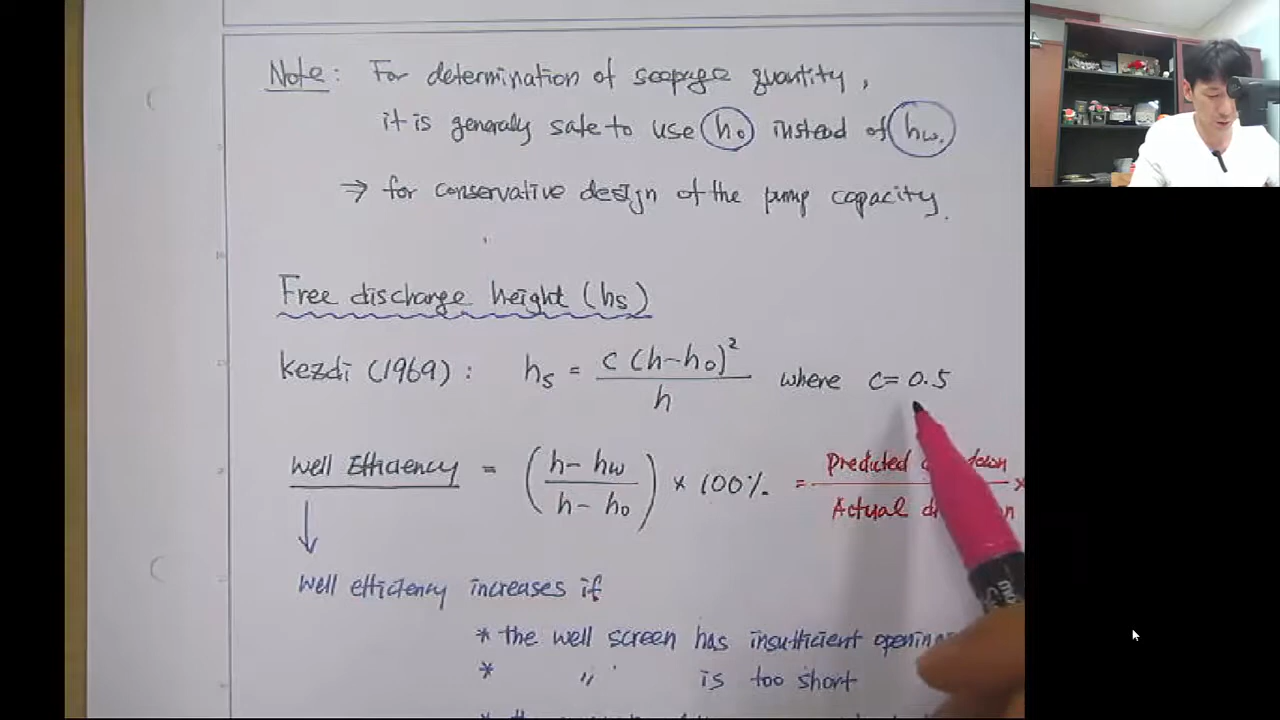 Note: For determination of seepage quantity,
it is generaly safe to use h₀ instead of hw.
⇒ for conservative design of the pump capacity.
Free discharge height (hs)
Kezdi (1969): hs = c (h-h₀)² / h where c = 0.5
Well Efficiency = (h - hw / h - h₀) * 100% = Predicted / Actual *
Well efficiency increases if
* the well screen has insufficient
* 〃 is too short